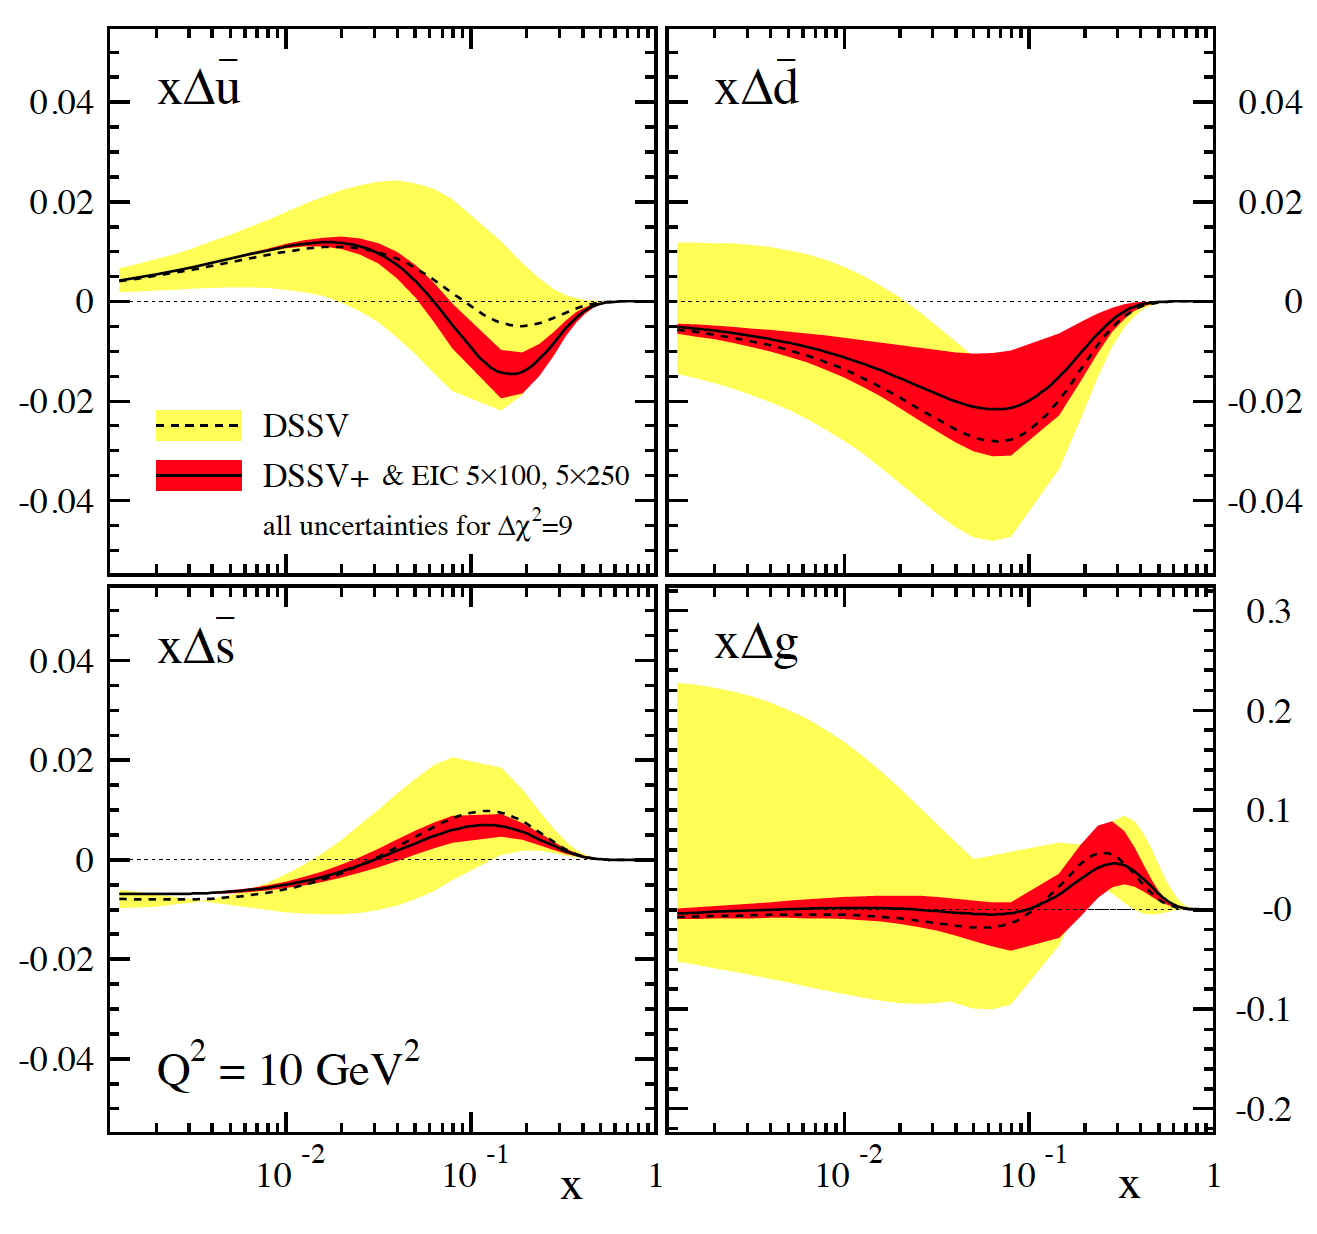 xΔū
xΔd̄
0.04
0.02
0
-0.02
-0.04
0.04
0.02
0
-0.02
-0.04
DSSV
DSSV+ & EIC 5×100, 5×250
all uncertainties for Δχ²=9
xΔs̄
xΔg
0.04
0.02
0
-0.02
-0.04
0.3
0.2
0.1
-0
-0.1
-0.2
Q² = 10 GeV²
10⁻² 10⁻¹ x 1
10⁻² 10⁻¹ x 1